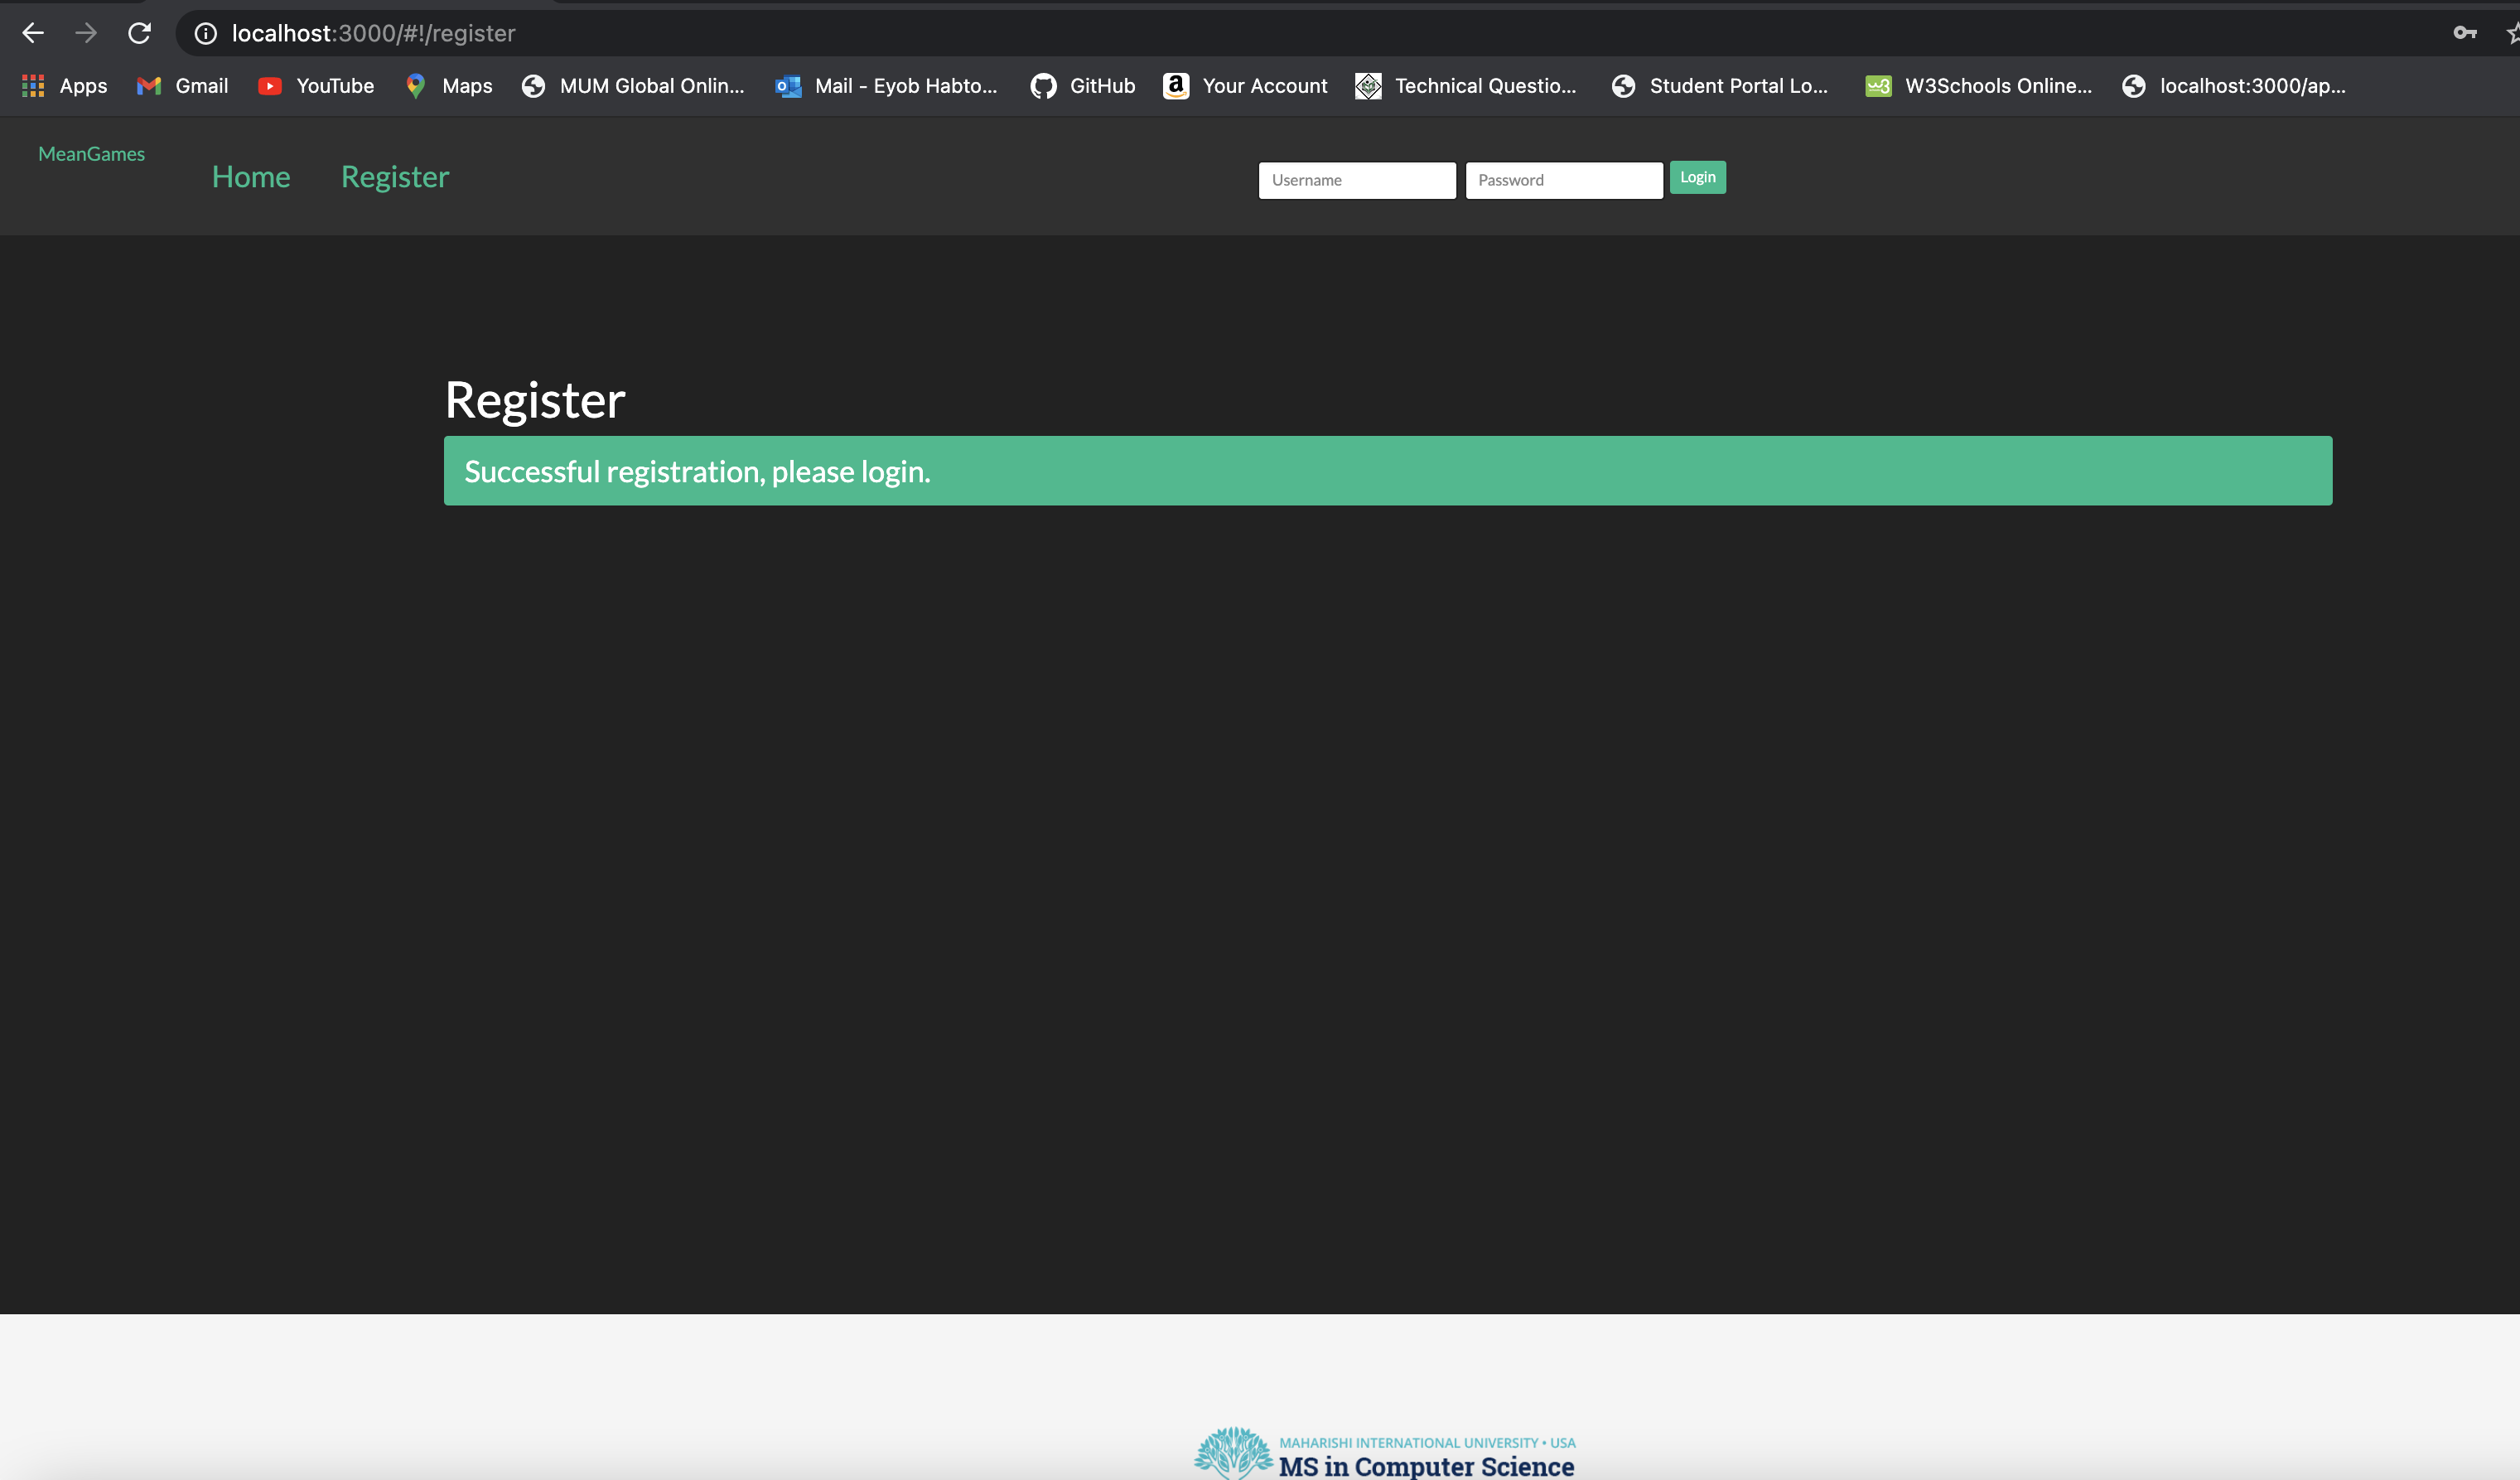 localhost:3000/#!/register
Apps Gmail YouTube Maps MUM Global Onlin... Mail - Eyob Habto... GitHub Your Account Technical Questio... Student Portal Lo... W3Schools Online... localhost:3000/ap...
MeanGames
Home Register Username Password Login
Register
Successful registration, please login.
MAHARISHI INTERNATIONAL UNIVERSITY • USA
MS in Computer Science